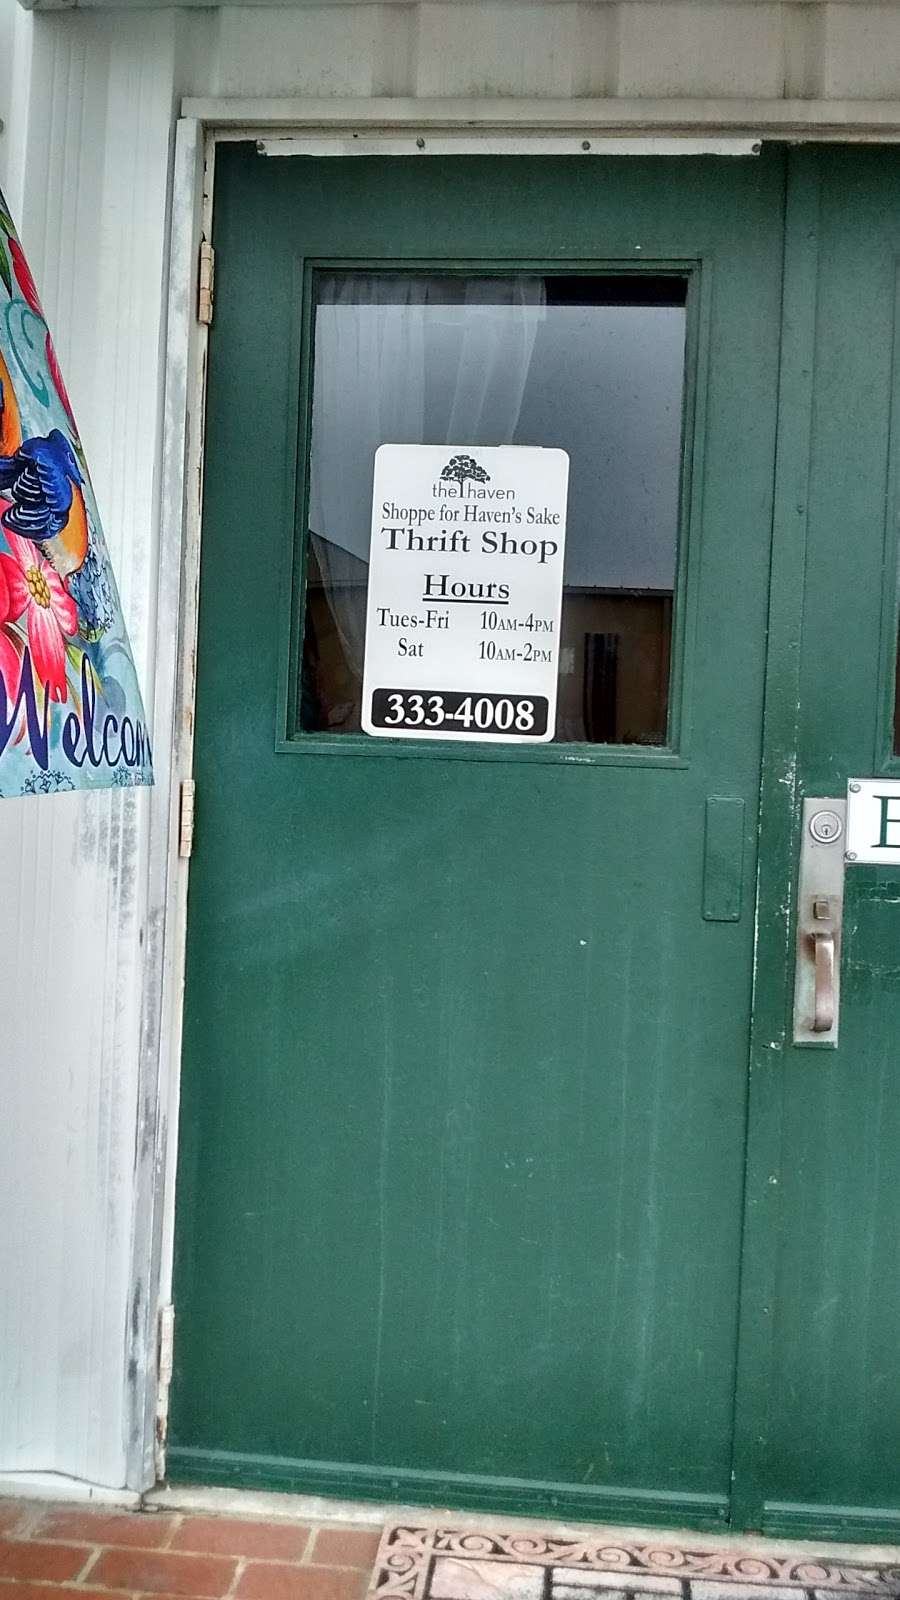 the haven
Shoppe for Haven's Sake
Thrift Shop
Hours
Tues-Fri 10AM-4PM
Sat 10AM-2PM
333-4008
Welcom
E